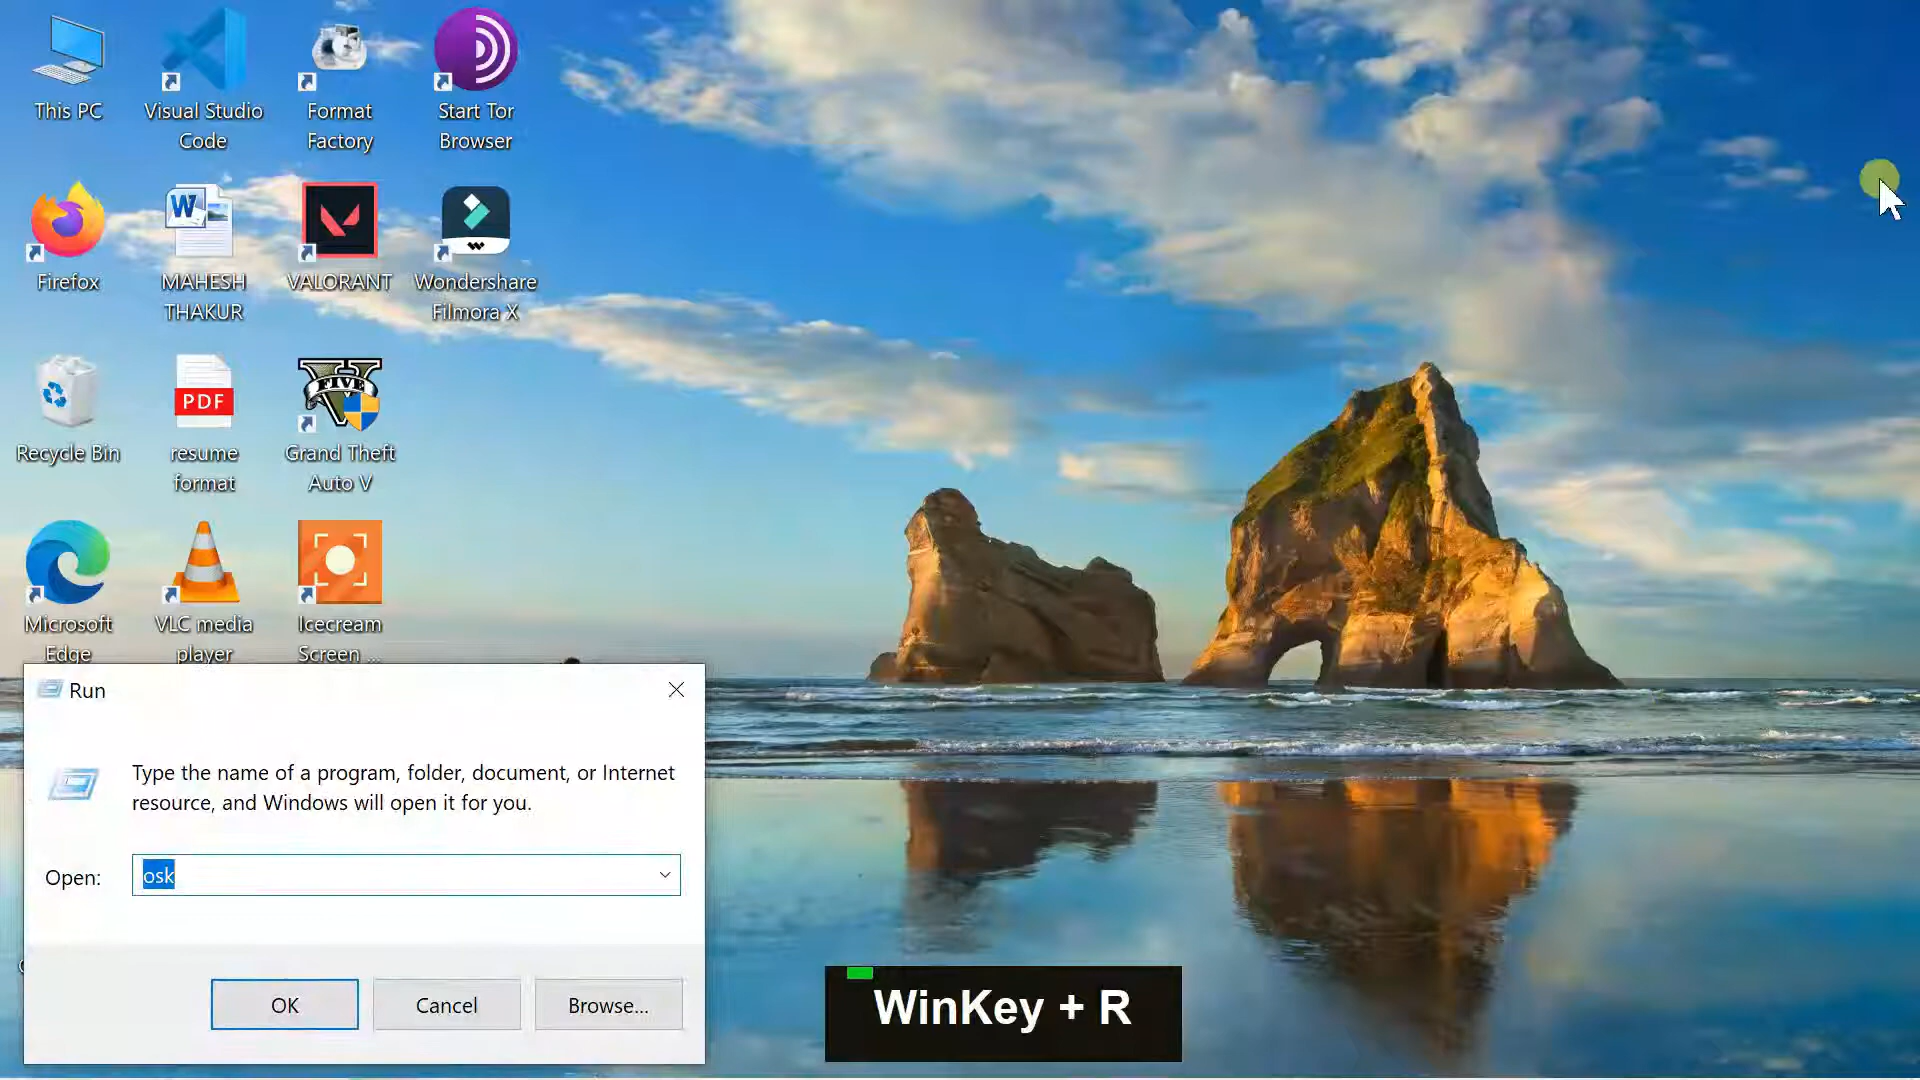 This PC
Visual Studio
Code
Format
Factory
Start Tor
Browser
Firefox
W
MAHESH
THAKUR
VALORANT
Wondershare
Filmora X
Recycle Bin
PDF
resume
format
V
FIVE
Grand Theft
Auto V
Microsoft
Edge
VLC media
player
Icecream
Screen ...
Run
Type the name of a program, folder, document, or Internet
resource, and Windows will open it for you.
Open:
osk
OK
Cancel
Browse...
WinKey + R